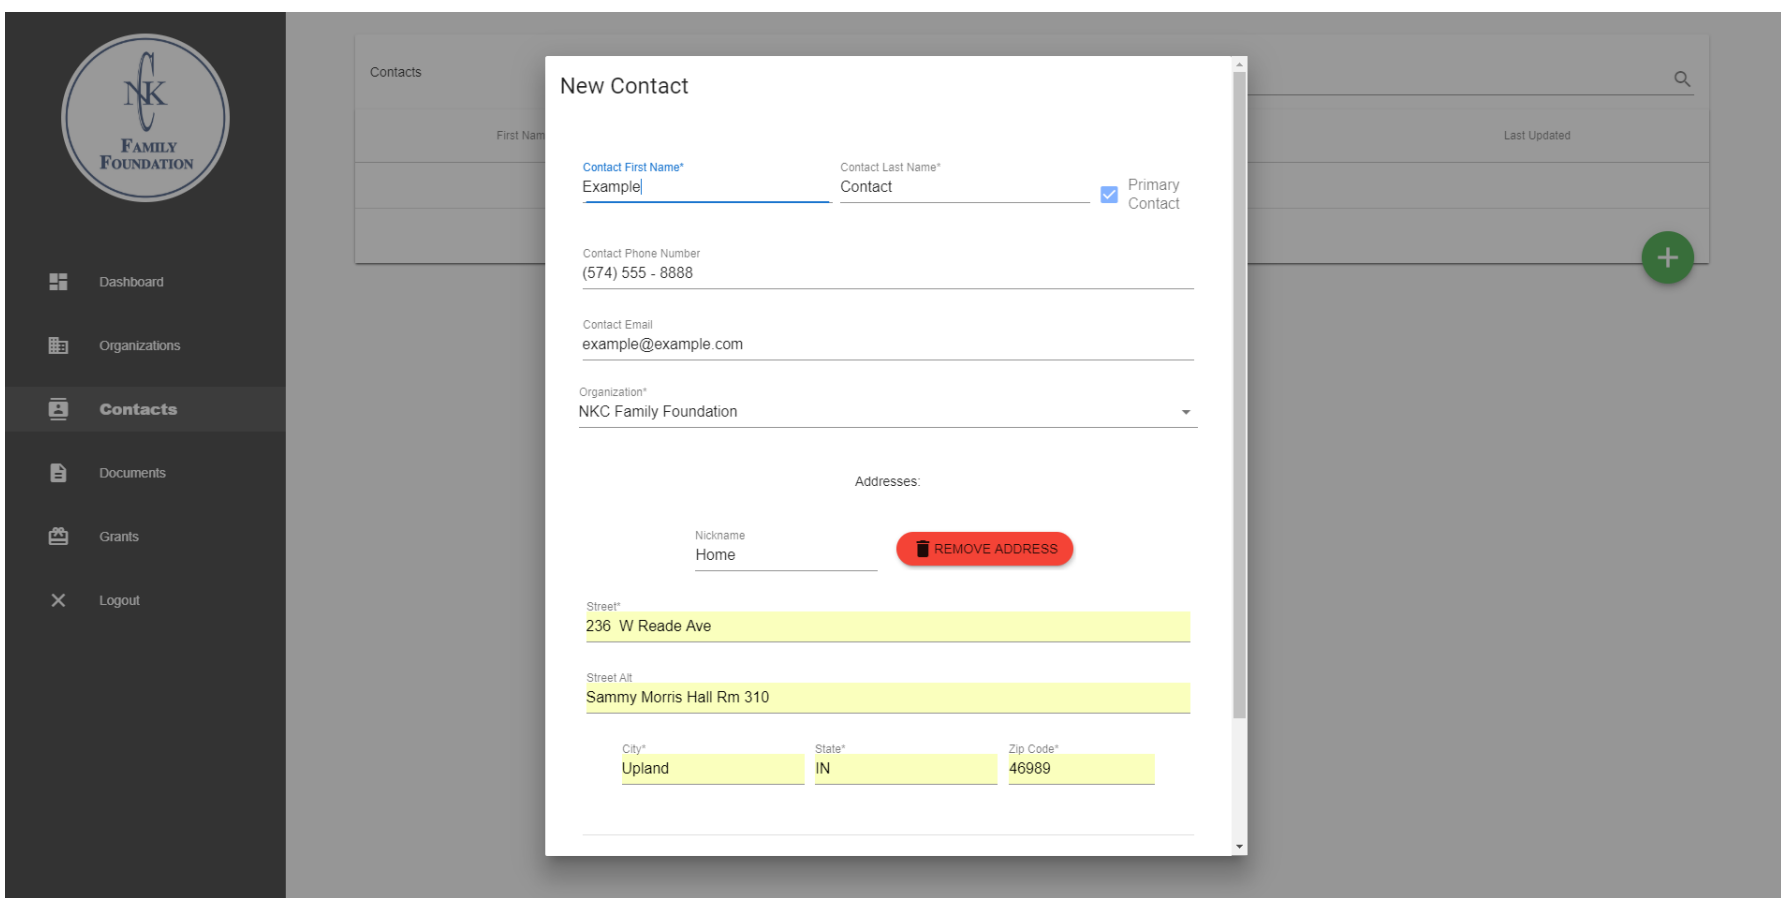 NCK
FAMILY
FOUNDATION
Dashboard
Organizations
Contacts
Documents
Grants
Logout
Contacts
First Nam
Last Updated
New Contact
Contact First Name*
Example
Contact Last Name*
Contact
Primary
Contact
Contact Phone Number
(574) 555 - 8888
Contact Email
example@example.com
Organization*
NKC Family Foundation
Addresses:
Nickname
Home
REMOVE ADDRESS
Street*
236  W Reade Ave
Street Alt
Sammy Morris Hall Rm 310
City*
Upland
State*
IN
Zip Code*
46989